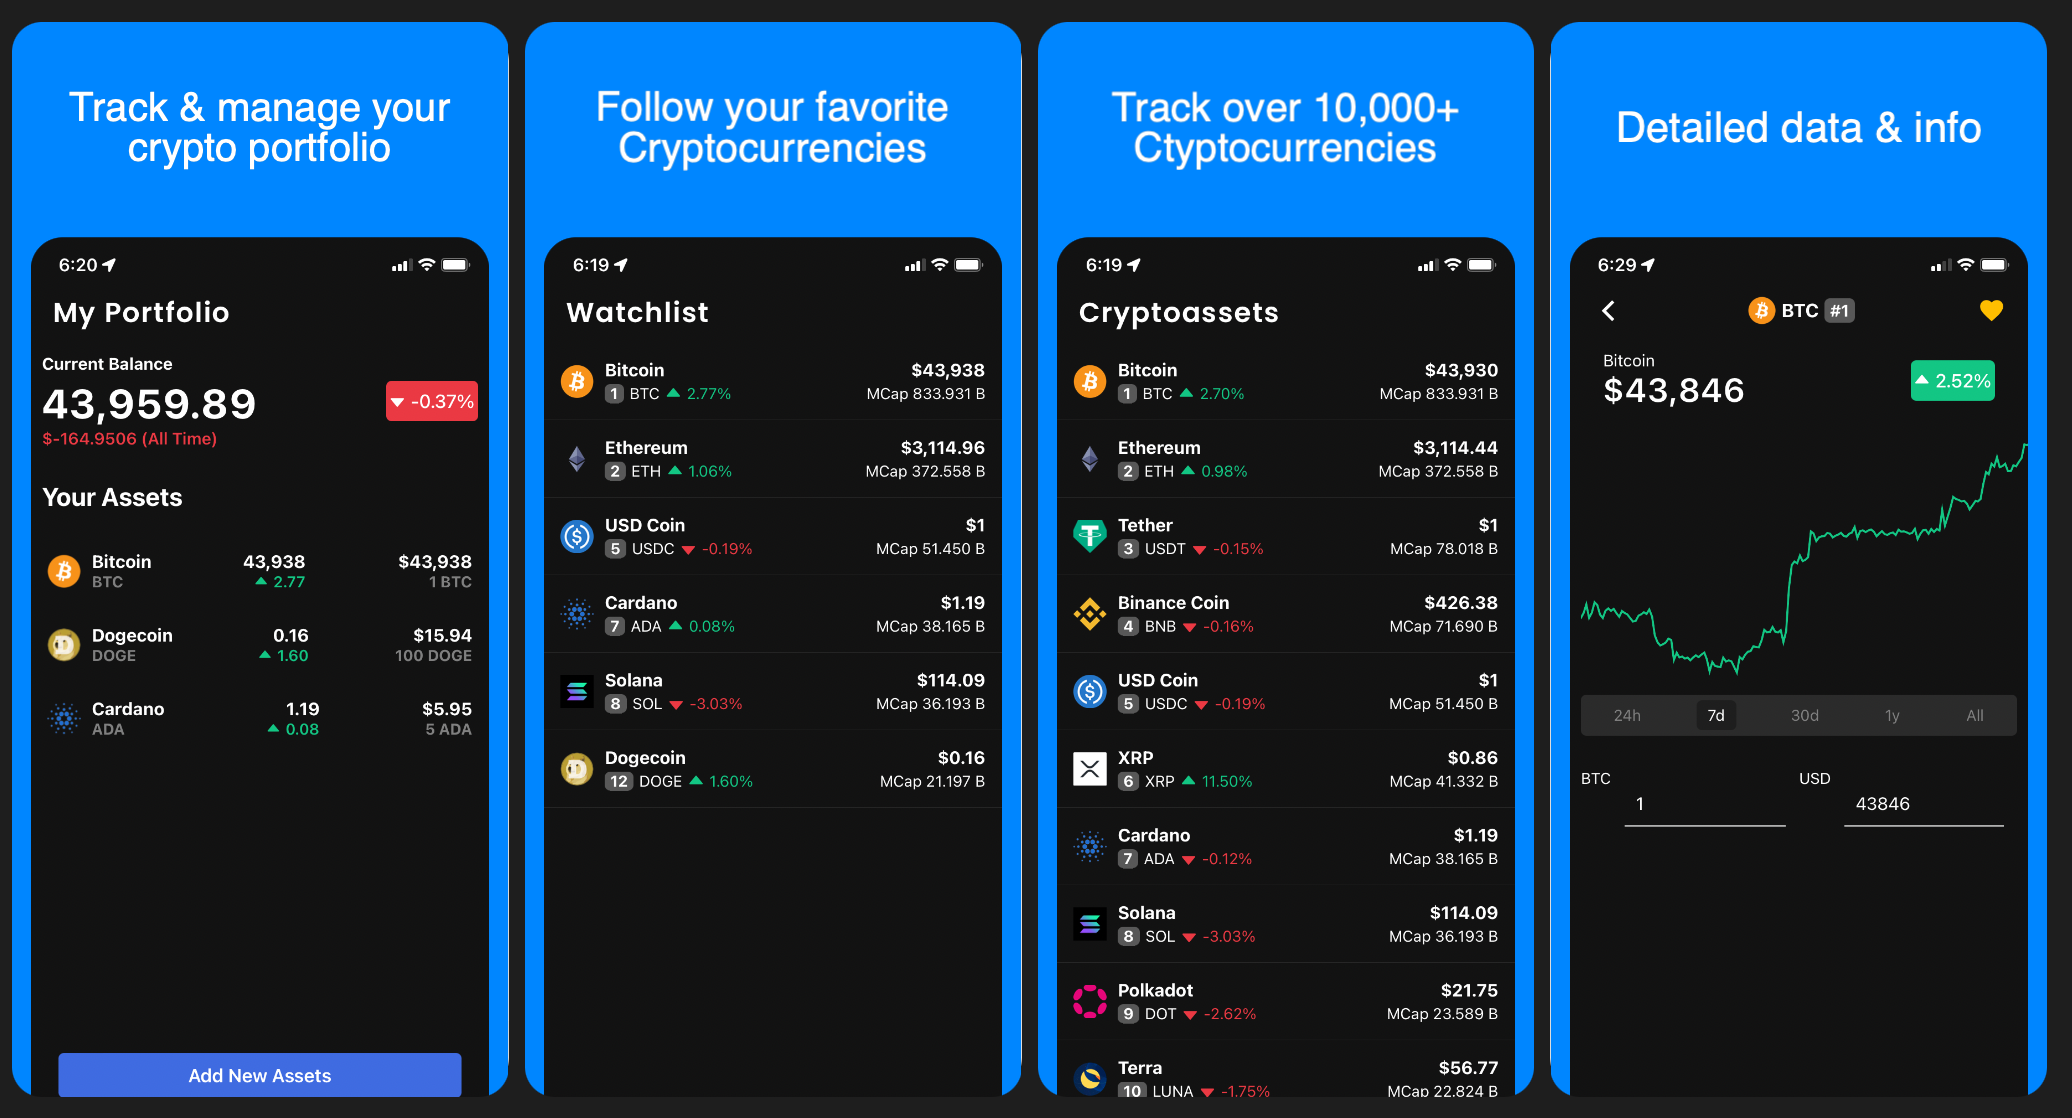 Track & manage your
crypto portfolio
6:20
My Portfolio
Current Balance
43,959.89
-0.37%
$-164.9506 (All Time)
Your Assets
Bitcoin 43,938 $43,938
BTC 2.77 1 BTC
Dogecoin 0.16 $15.94
DOGE 1.60 100 DOGE
Cardano 1.19 $5.95
ADA 0.08 5 ADA
Add New Assets
Follow your favorite
Cryptocurrencies
6:19
Watchlist
Bitcoin $43,938
1 BTC 2.77% MCap 833.931 B
Ethereum $3,114.96
2 ETH 1.06% MCap 372.558 B
USD Coin $1
5 USDC -0.19% MCap 51.450 B
Cardano $1.19
7 ADA 0.08% MCap 38.165 B
Solana $114.09
8 SOL -3.03% MCap 36.193 B
Dogecoin $0.16
12 DOGE 1.60% MCap 21.197 B
Track over 10,000+
Ctyptocurrencies
6:19
Cryptoassets
Bitcoin $43,930
1 BTC 2.70% MCap 833.931 B
Ethereum $3,114.44
2 ETH 0.98% MCap 372.558 B
Tether $1
3 USDT -0.15% MCap 78.018 B
Binance Coin $426.38
4 BNB -0.16% MCap 71.690 B
USD Coin $1
5 USDC -0.19% MCap 51.450 B
XRP $0.86
6 XRP 11.50% MCap 41.332 B
Cardano $1.19
7 ADA -0.12% MCap 38.165 B
Solana $114.09
8 SOL -3.03% MCap 36.193 B
Polkadot $21.75
9 DOT -2.62% MCap 23.589 B
Terra $56.77
10 LUNA -1.75% MCap 22.824 B
Detailed data & info
6:29
BTC #1
Bitcoin
$43,846
2.52%
24h 7d 30d 1y All
BTC USD
1 43846